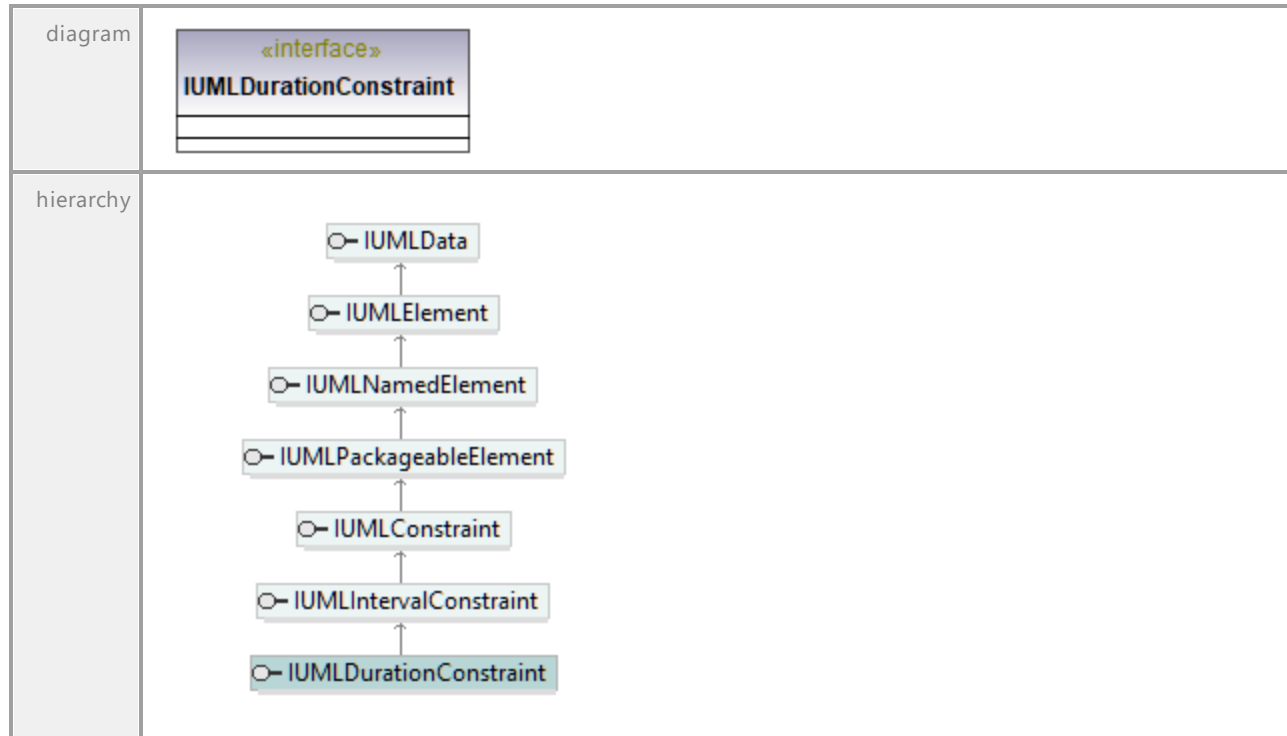 diagram
«interface»
IUMLDurationConstraint
hierarchy
IUMLData
IUMLElement
IUMLNamedElement
IUMLPackageableElement
IUMLConstraint
IUMLIntervalConstraint
IUMLDurationConstraint